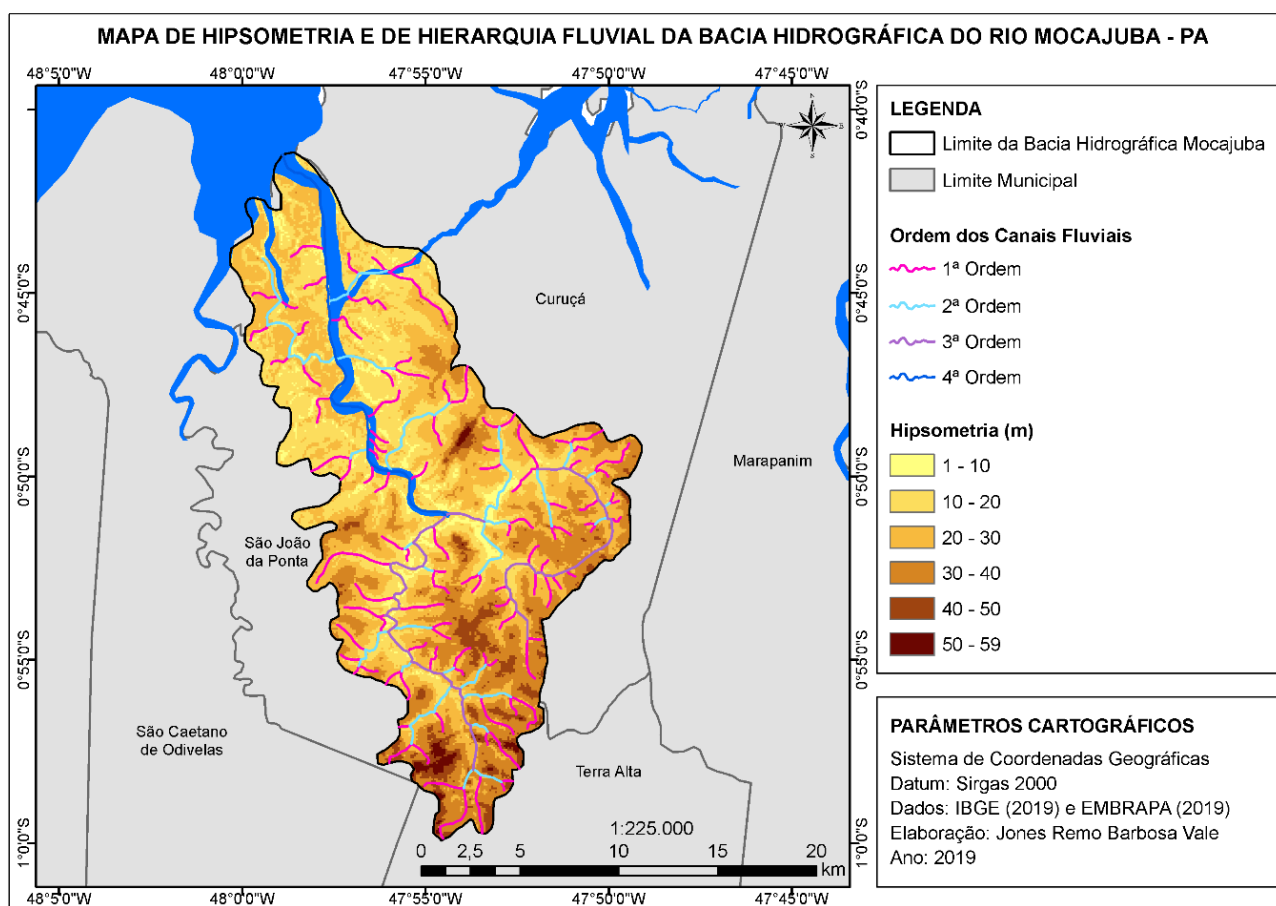 MAPA DE HIPSOMETRIA E DE HIERARQUIA FLUVIAL DA BACIA HIDROGRÁFICA DO RIO MOCAJUBA - PA
48°5'0"W
48°0'0"W
47°55'0"W
47°50'0"W
47°45'0"W
0°40'0"S
0°40'0"S
0°45'0"S
0°45'0"S
Curuçá
Marapanim
0°50'0"S
0°50'0"S
São João
da Ponta
0°55'0"S
0°55'0"S
São Caetano
de Odivelas
Terra Alta
1:225.000
0
2,5
5
10
15
20
km
1°0'0"S
1°0'0"S
48°5'0"W
48°0'0"W
47°55'0"W
47°50'0"W
47°45'0"W
LEGENDA
Limite da Bacia Hidrográfica Mocajuba
Limite Municipal
Ordem dos Canais Fluviais
1ª Ordem
2ª Ordem
3ª Ordem
4ª Ordem
Hipsometria (m)
1 - 10
10 - 20
20 - 30
30 - 40
40 - 50
50 - 59
PARÂMETROS CARTOGRÁFICOS
Sistema de Coordenadas Geográficas
Datum: Sirgas 2000
Dados: IBGE (2019) e EMBRAPA (2019)
Elaboração: Jones Remo Barbosa Vale
Ano: 2019